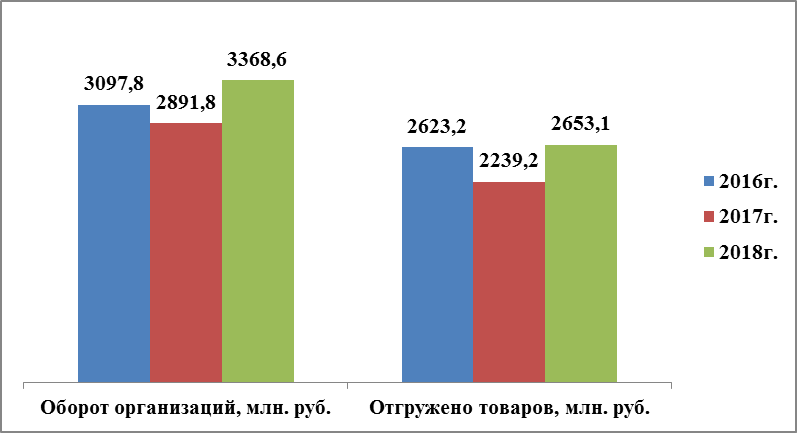 3097,8
2891,8
3368,6
2623,2
2239,2
2653,1
2016г.
2017г.
2018г.
Оборот организаций, млн. руб.
Отгружено товаров, млн. руб.